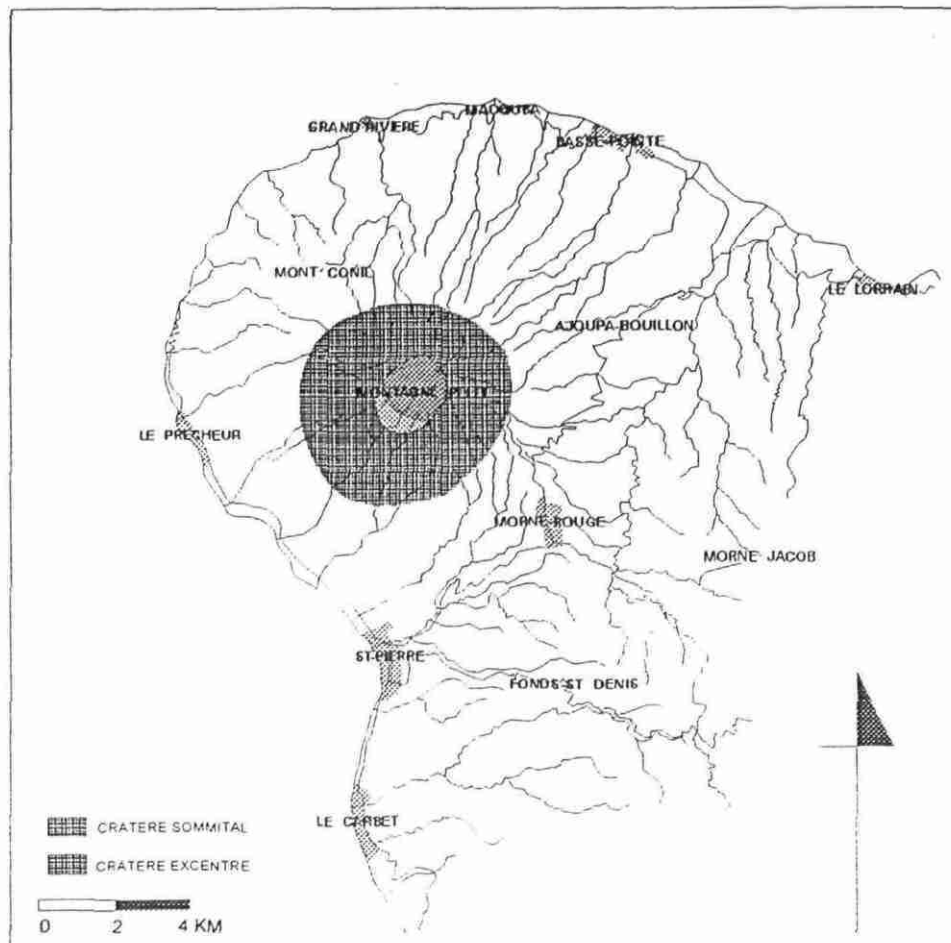 GRAND RIVIERE
MACOUBA
BASSE-POINTE
MONT CONIL
LE LORRAIN
AJOUPA-BOUILLON
MONTAGNE PELEE
LE PRECHEUR
MORNE-ROUGE
MORNE JACOB
ST-PIERRE
FONDS-ST DENIS
LE CARBET
CRATERE SOMMITAL
CRATERE EXCENTRE
0 2 4 KM